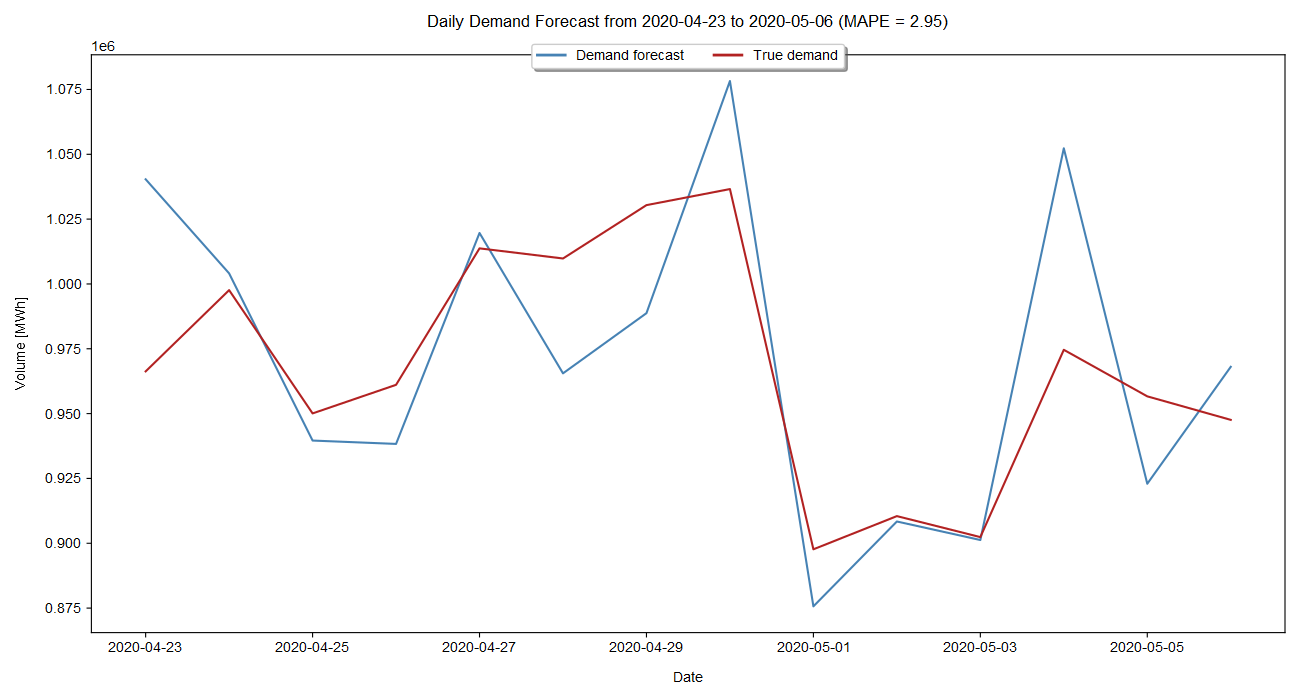 Daily Demand Forecast from 2020-04-23 to 2020-05-06 (MAPE = 2.95)
1e6
Demand forecast True demand
1.075
1.050
1.025
1.000
0.975
0.950
0.925
0.900
0.875
Volume [MWh]
2020-04-23 2020-04-25 2020-04-27 2020-04-29 2020-05-01 2020-05-03 2020-05-05
Date